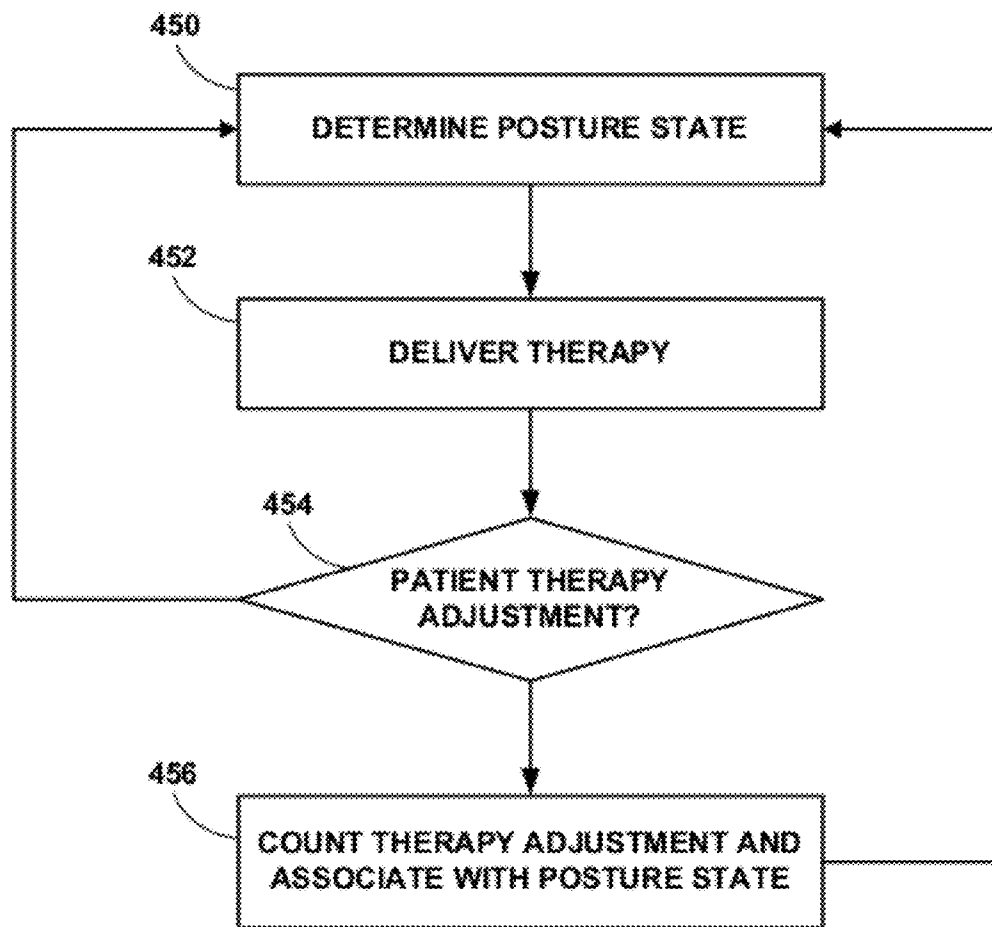 450
DETERMINE POSTURE STATE
452
DELIVER THERAPY
454
PATIENT THERAPY
ADJUSTMENT?
456
COUNT THERAPY ADJUSTMENT AND
ASSOCIATE WITH POSTURE STATE